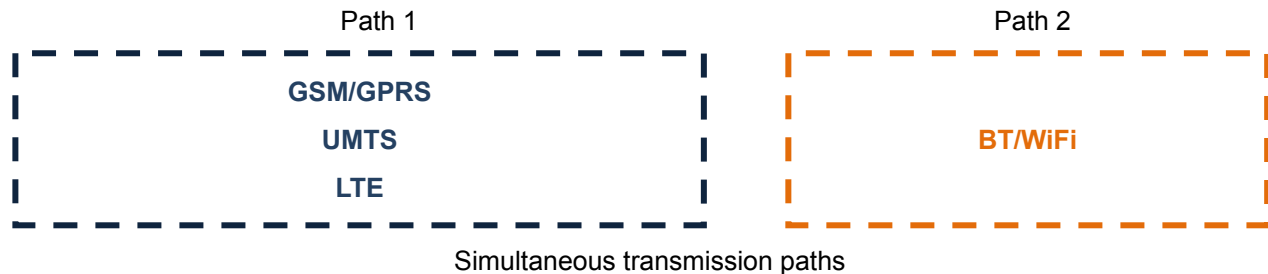 Path 1
Path 2
GSM/GPRS
UMTS
LTE
BT/WiFi
Simultaneous transmission paths